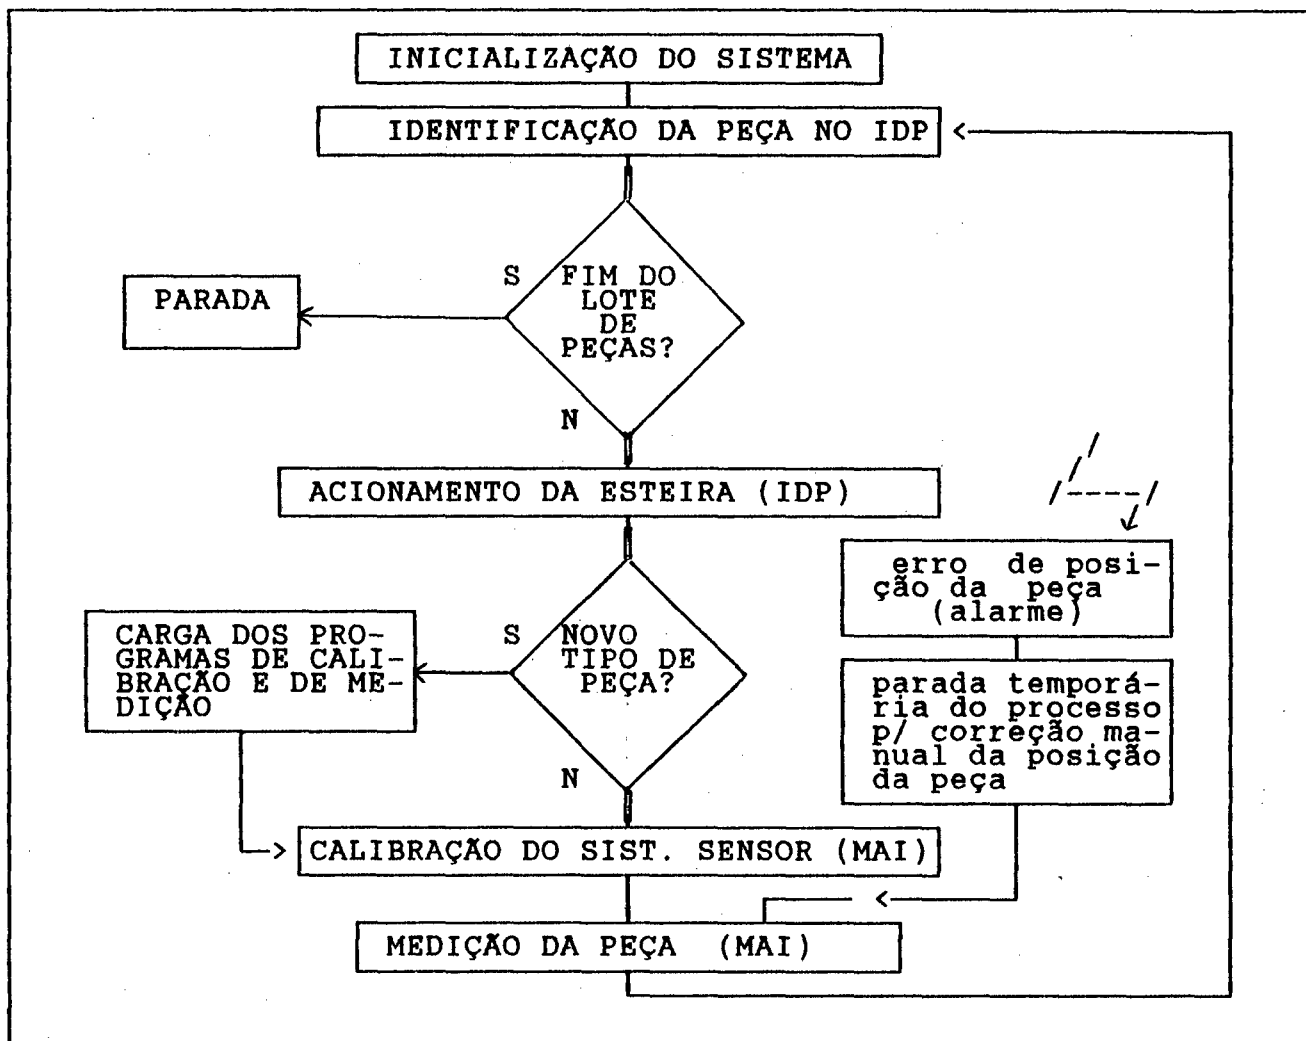 INICIALIZAÇÃO DO SISTEMA
IDENTIFICAÇÃO DA PEÇA NO IDP
S
FIM DO
LOTE
DE
PEÇAS?
PARADA
N
ACIONAMENTO DA ESTEIRA (IDP)
erro de posi-
ção da peça
(alarme)
CARGA DOS PRO-
GRAMAS DE CALI-
BRAÇÃO E DE ME-
DIÇÃO
S
NOVO
TIPO DE
PEÇA?
parada temporá-
ria do processo
p/ correção ma-
nual da posição
da peça
N
CALIBRAÇÃO DO SIST. SENSOR (MAI)
MEDIÇÃO DA PEÇA (MAI)